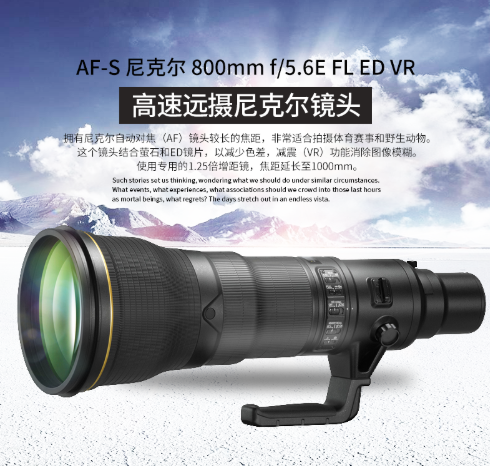 AF-S 尼克尔 800mm f/5.6E FL ED VR
高速远摄尼克尔镜头
拥有尼克尔自动对焦（AF）镜头较长的焦距，非常适合拍摄体育赛事和野生动物。
这个镜头结合萤石和ED镜片，以减少色差，减震（VR）功能消除图像模糊。
使用专用的1.25倍增距镜，焦距延长至1000mm。
Such stories set us thinking, wondering what we should do under similar circumstances.
What events, what experiences, what associations should we crowd into those last hours
as mortal beings, what regrets? The days stretch out in an endless vista.